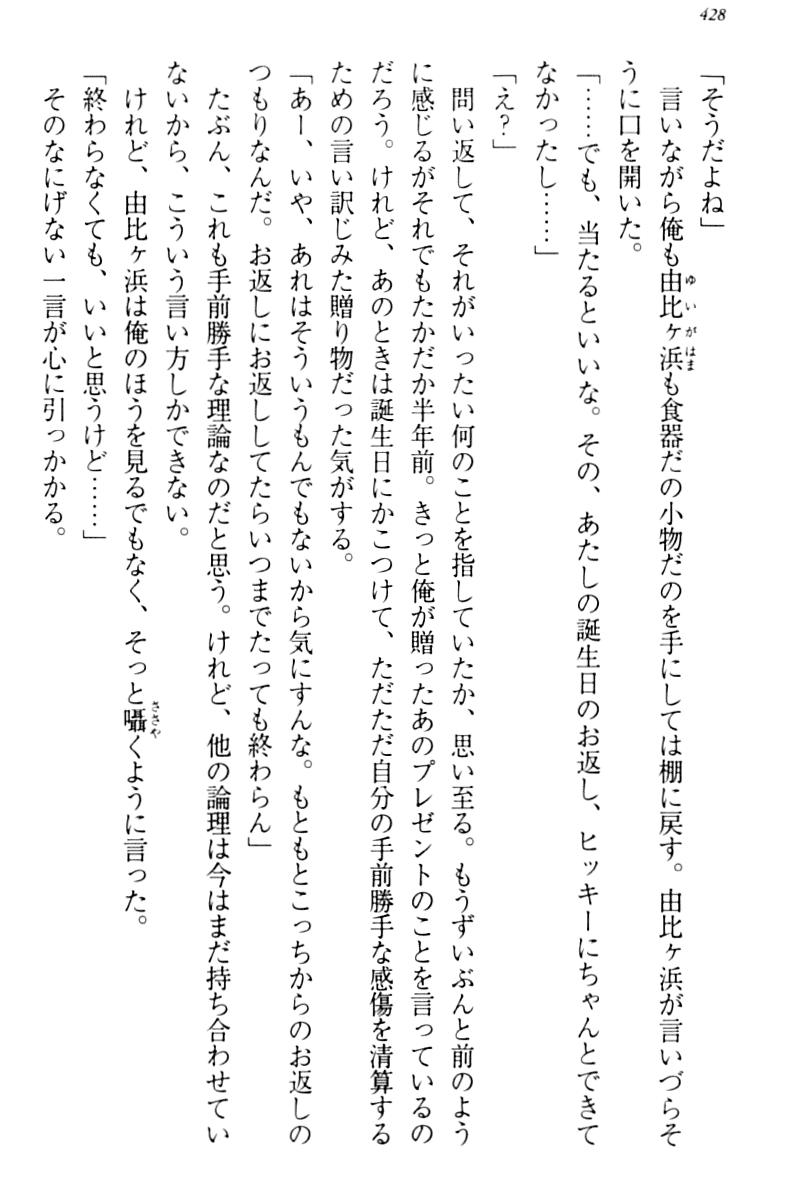 428
「そうだよね」
言いながら俺も由比ヶ浜も食器だの小物だのを手にしては棚に戻す。由比ヶ浜が言いづらそ
うに口を開いた。
「……でも、当たるといいな。その、あたしの誕生日のお返し、ヒッキーにちゃんとできて
なかったし……」
「え？」
問い返して、それがいったい何のことを指していたか、思い至る。もうずいぶんと前のよう
に感じるがそれでもたかだか半年前。きっと俺が贈ったあのプレゼントのことを言っているの
だろう。けれど、あのときは誕生日にかこつけて、ただただ自分の手前勝手な感傷を清算する
ための言い訳じみた贈り物だった気がする。
「あー、いや、あれはそういうもんでもないから気にすんな。もともとこっちからのお返しの
つもりなんだ。お返しにお返ししてたらいつまでたっても終わらん」
たぶん、これも手前勝手な理論なのだと思う。けれど、他の論理は今はまだ持ち合わせてい
ないから、こういう言い方しかできない。
けれど、由比ヶ浜は俺のほうを見るでもなく、そっと囁くように言った。
「終わらなくても、いいと思うけど……」
そのなにげない一言が心に引っかかる。